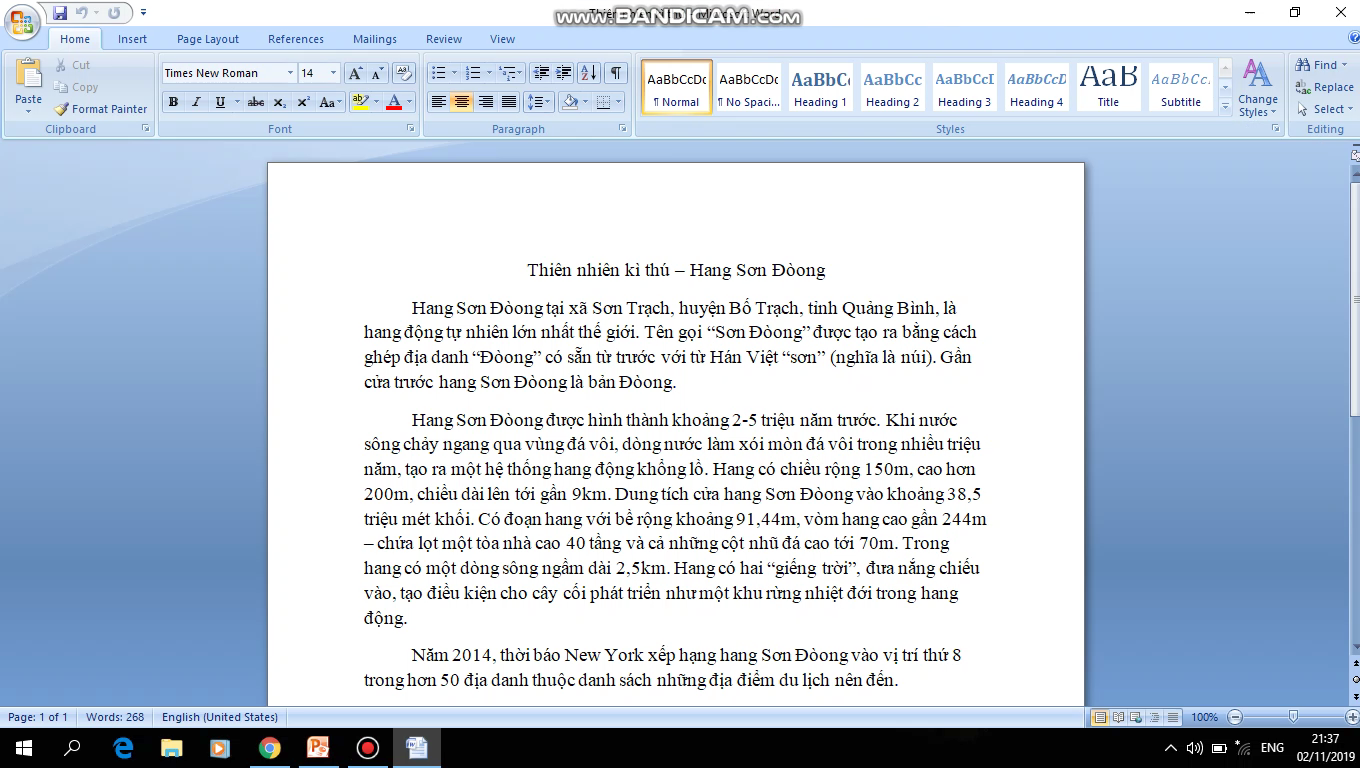 www.BANDICAM.com
Home Insert Page Layout References Mailings Review View
Paste
Cut
Copy
Format Painter
Clipboard
Times New Roman 14
Font
Paragraph
AaBbCcDc AaBbCcDc AaBbC AaBbCc AaBbCcI AaBbCcD AaB AaBbCc.
¶ Normal ¶ No Spaci... Heading 1 Heading 2 Heading 3 Heading 4 Title Subtitle
Change Styles
Styles
Find
Replace
Select
Editing
Thiên nhiên kì thú – Hang Sơn Đòong
Hang Sơn Đòong tại xã Sơn Trạch, huyện Bố Trạch, tỉnh Quảng Bình, là
hang động tự nhiên lớn nhất thế giới. Tên gọi “Sơn Đòong” được tạo ra bằng cách
ghép địa danh “Đòong” có sẵn từ trước với từ Hán Việt “sơn” (nghĩa là núi). Gần
cửa trước hang Sơn Đòong là bản Đòong.
Hang Sơn Đòong được hình thành khoảng 2-5 triệu năm trước. Khi nước
sông chảy ngang qua vùng đá vôi, dòng nước làm xói mòn đá vôi trong nhiều triệu
năm, tạo ra một hệ thống hang động khổng lồ. Hang có chiều rộng 150m, cao hơn
200m, chiều dài lên tới gần 9km. Dung tích cửa hang Sơn Đòong vào khoảng 38,5
triệu mét khối. Có đoạn hang với bề rộng khoảng 91,44m, vòm hang cao gần 244m
– chứa lọt một tòa nhà cao 40 tầng và cả những cột nhũ đá cao tới 70m. Trong
hang có một dòng sông ngầm dài 2,5km. Hang có hai “giếng trời”, đưa nắng chiếu
vào, tạo điều kiện cho cây cối phát triển như một khu rừng nhiệt đới trong hang
động.
Năm 2014, thời báo New York xếp hạng hang Sơn Đòong vào vị trí thứ 8
trong hơn 50 địa danh thuộc danh sách những địa điểm du lịch nên đến.
Page: 1 of 1 Words: 268 English (United States) 100%
ENG
21:37
02/11/2019